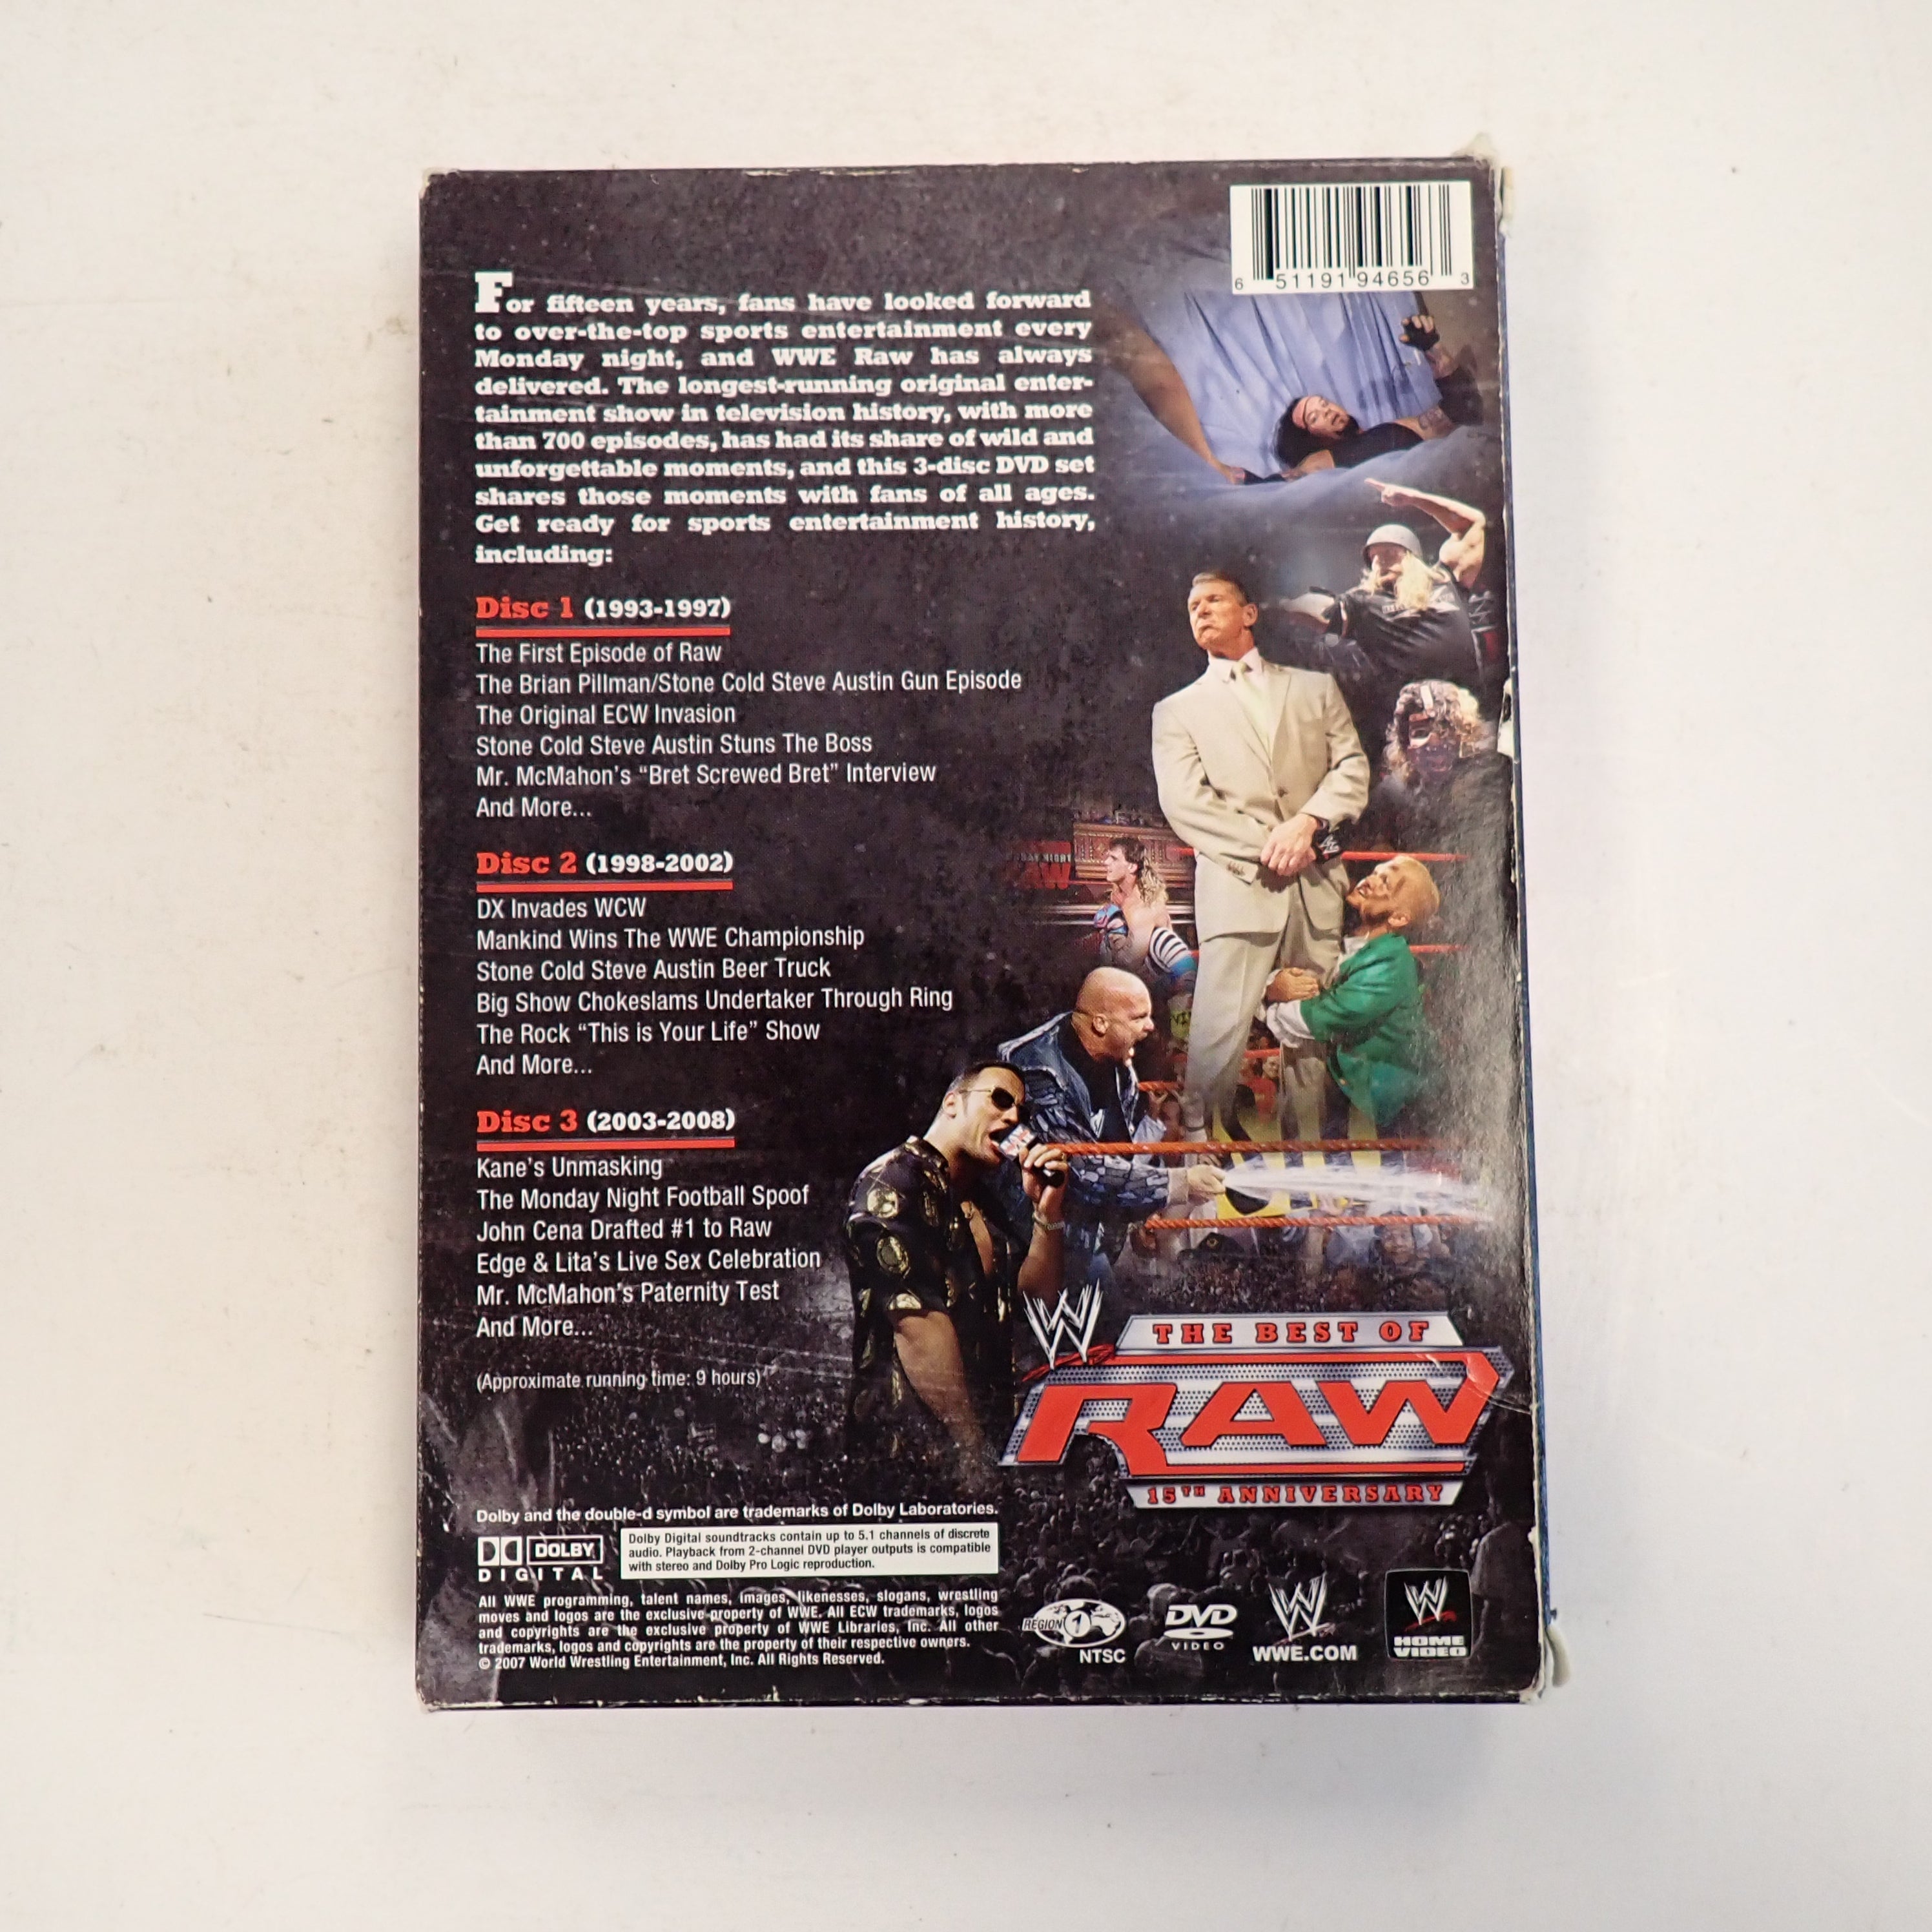 6 51191 94656 3
For fifteen years, fans have looked forward
to over-the-top sports entertainment every
Monday night, and WWE Raw has always
delivered. The longest-running original enter-
tainment show in television history, with more
than 700 episodes, has had its share of wild and
unforgettable moments, and this 3-disc DVD set
shares those moments with fans of all ages.
Get ready for sports entertainment history,
including:
Disc 1 (1993-1997)
The First Episode of Raw
The Brian Pillman/Stone Cold Steve Austin Gun Episode
The Original ECW Invasion
Stone Cold Steve Austin Stuns The Boss
Mr. McMahon's “Bret Screwed Bret” Interview
And More...
Disc 2 (1998-2002)
DX Invades WCW
Mankind Wins The WWE Championship
Stone Cold Steve Austin Beer Truck
Big Show Chokeslams Undertaker Through Ring
The Rock “This is Your Life” Show
And More...
Disc 3 (2003-2008)
Kane's Unmasking
The Monday Night Football Spoof
John Cena Drafted #1 to Raw
Edge & Lita's Live Sex Celebration
Mr. McMahon's Paternity Test
And More...
(Approximate running time: 9 hours)
W THE BEST OF
RAW
15TH ANNIVERSARY
Dolby and the double-d symbol are trademarks of Dolby Laboratories.
DOLBY
DIGITAL
Dolby Digital soundtracks contain up to 5.1 channels of discrete
audio. Playback from 2-channel DVD player outputs is compatible
with stereo and Dolby Pro Logic reproduction.
All WWE programming, talent names, images, likenesses, slogans, wrestling
moves and logos are the exclusive property of WWE. All ECW trademarks, logos
and copyrights are the exclusive property of WWE Libraries, Inc. All other
trademarks, logos and copyrights are the property of their respective owners.
© 2007 World Wrestling Entertainment, Inc. All Rights Reserved.
REGION 1
NTSC
DVD
VIDEO
W
WWE.COM
W
HOME
VIDEO